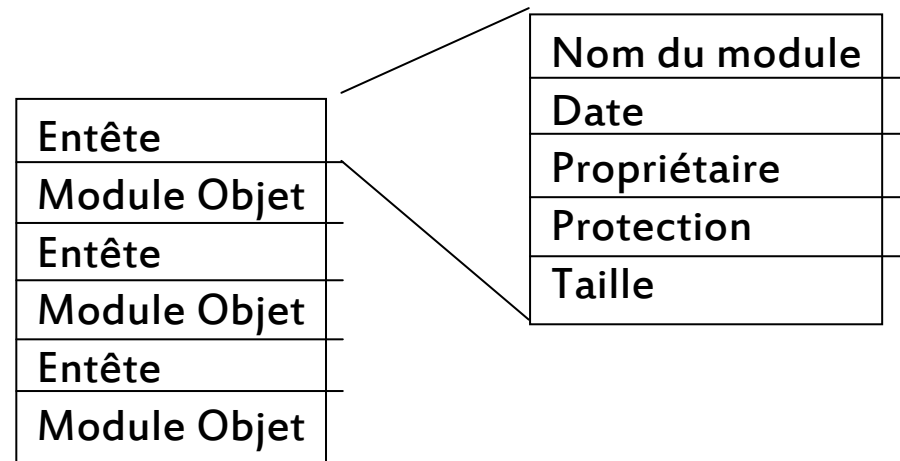 Entête
Module Objet
Entête
Module Objet
Entête
Module Objet
Nom du module
Date
Propriétaire
Protection
Taille